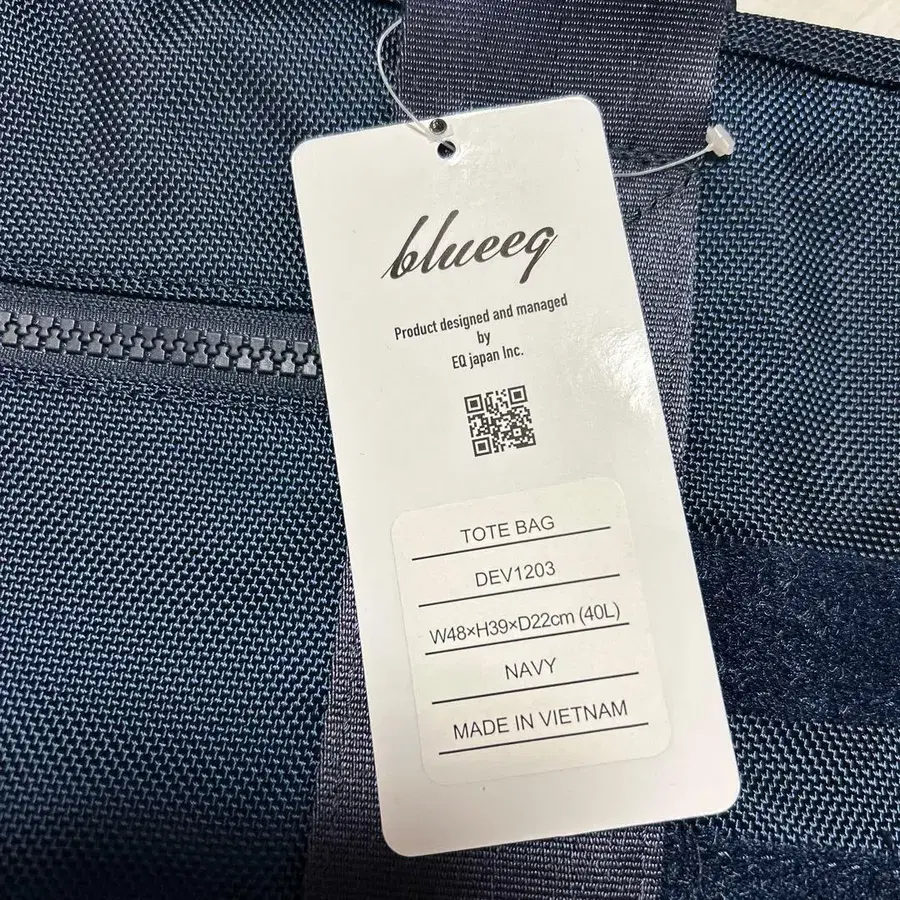 blueeq
Product designed and managed
by
EQ japan Inc.
TOTE BAG
DEV1203
W48×H39×D22cm (40L)
NAVY
MADE IN VIETNAM